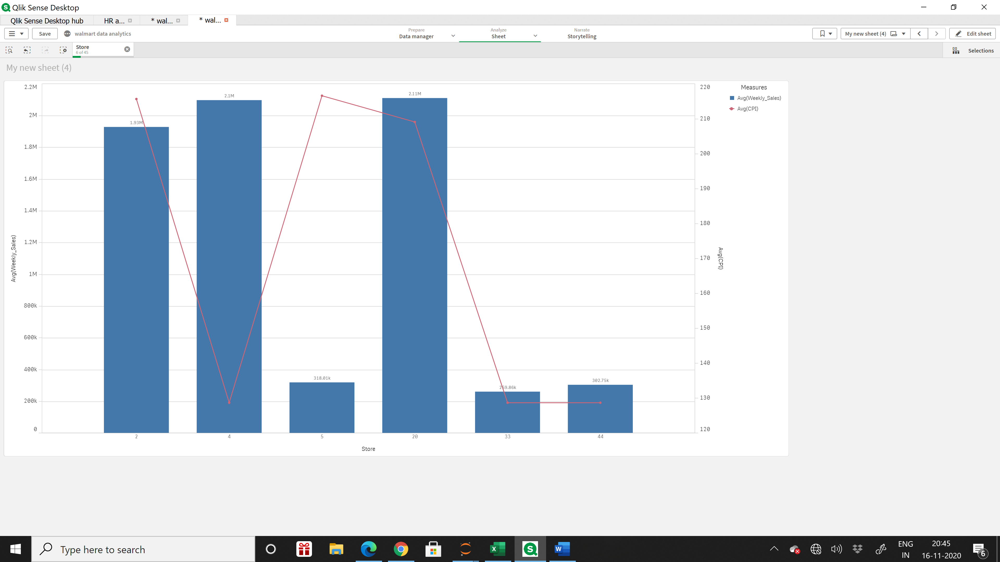 Qlik Sense Desktop
Qlik Sense Desktop hub
HR a...
* wal...
* wal...
Save
walmart data analytics
Prepare
Data manager
Analyze
Sheet
Narrate
Storytelling
My new sheet (4)
Edit sheet
Store
6 of 45
Selections
My new sheet (4)
2.2M
2M
1.8M
1.6M
1.4M
1.2M
1M
800k
600k
400k
200k
0
Avg(Weekly_Sales)
1.93M
2.1M
318.01k
2.11M
259.86k
302.75k
2
4
5
20
33
44
Store
220
210
200
190
180
170
160
150
140
130
120
Avg(CPI)
Measures
Avg(Weekly_Sales)
Avg(CPI)
Type here to search
ENG
IN
20:45
16-11-2020
6